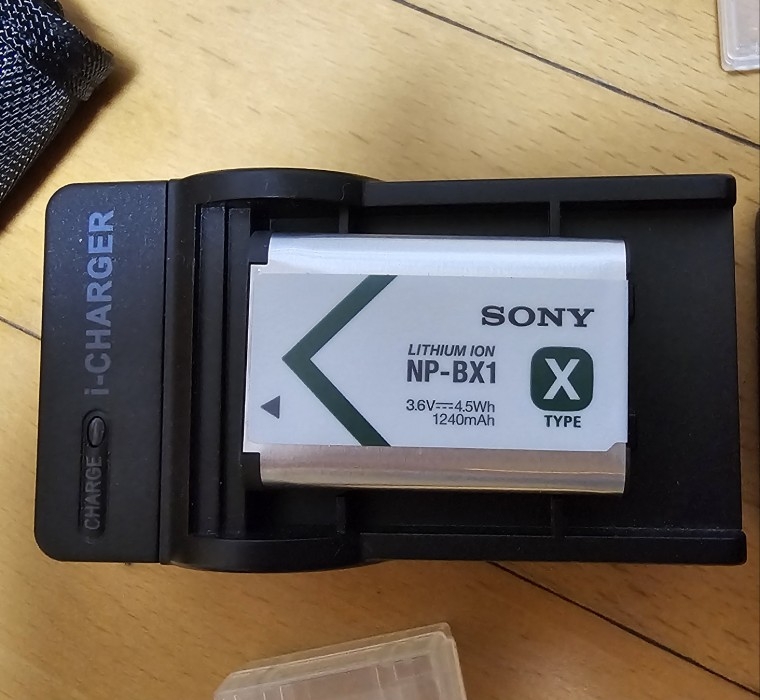 i-CHARGER
CHARGE
SONY
LITHIUM ION
NP-BX1
3.6V⎓4.5Wh
1240mAh
X
TYPE